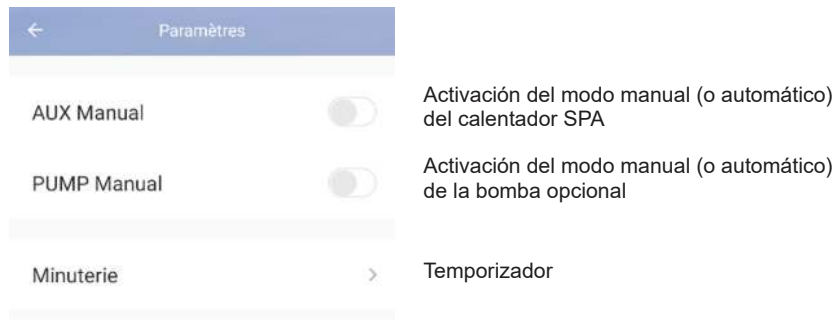 Paramètres
AUX Manual
Activación del modo manual (o automático)
del calentador SPA
PUMP Manual
Activación del modo manual (o automático)
de la bomba opcional
Minuterie
Temporizador